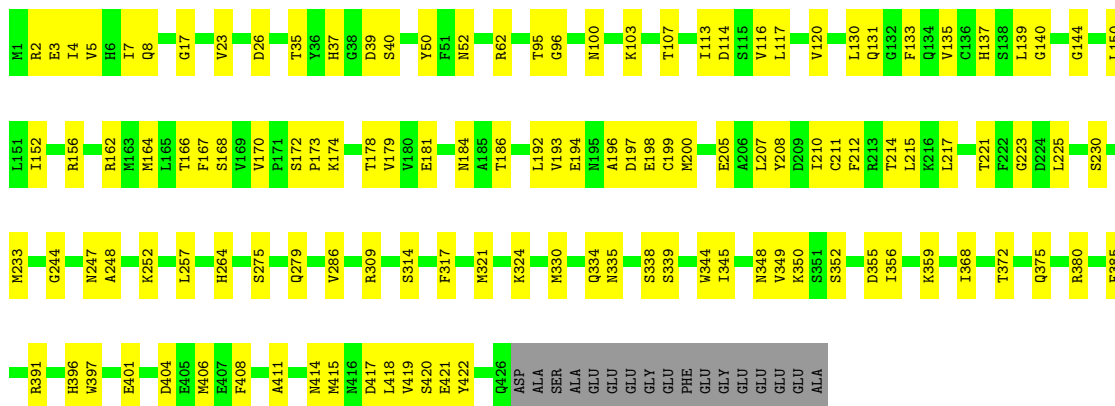 M1 R2 E3 I4 V5 H6 I7 Q8 G17 V23 D26 T35 Y36 H37 G38 D39 S40 Y50 F51 N52 R62 T95 G96 N100 K103 T107 I113 D114 S115 V116 L117 V120 L130 Q131 G132 F133 Q134 V135 C136 H137 S138 L139 G140 G144 L150
L151 I152 R156 R162 M163 M164 L165 T166 F167 S168 V169 V170 P171 S172 P173 K174 T178 V179 V180 E181 N184 A185 T186 L192 V193 E194 N195 A196 D197 E198 C199 M200 E205 A206 L207 Y208 D209 I210 C211 F212 R213 T214 L215 K216 L217 T221 F222 G223 D224 L225 S230
M233 G244 N247 A248 K252 L257 H264 S275 Q279 V286 R309 S314 F317 M321 K324 M330 Q334 N335 S338 S339 W344 I345 N348 V349 K350 S351 S352 D355 I356 K359 I368 T372 Q375 R380
R391 H396 W397 E401 D404 E405 M406 E407 F408 A411 N414 M415 N416 D417 L418 V419 S420 E421 Y422 Q426 ASP ALA SER ALA GLU GLU GLU GLY GLU PHE GLU GLY GLU GLU GLU GLU ALA